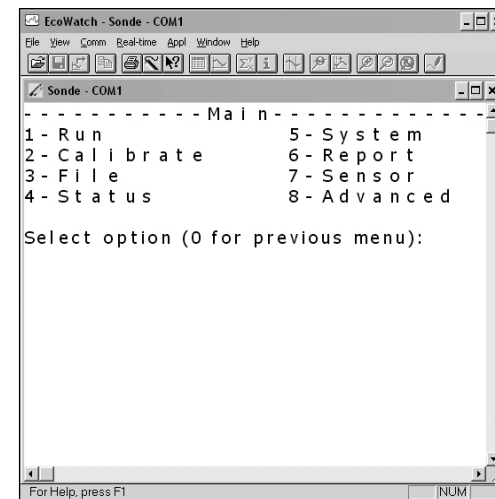 EcoWatch - Sonde - COM1
File View Comm Real-time Appl Window Help
Sonde - COM1
- - - - - - - - - - - Main- - - - - - - - - - - - - -
1-Run 5-System
2-Calibrate 6-Report
3-File 7-Sensor
4-Status 8-Advanced
Select option (0 for previous menu):
For Help, press F1 NUM